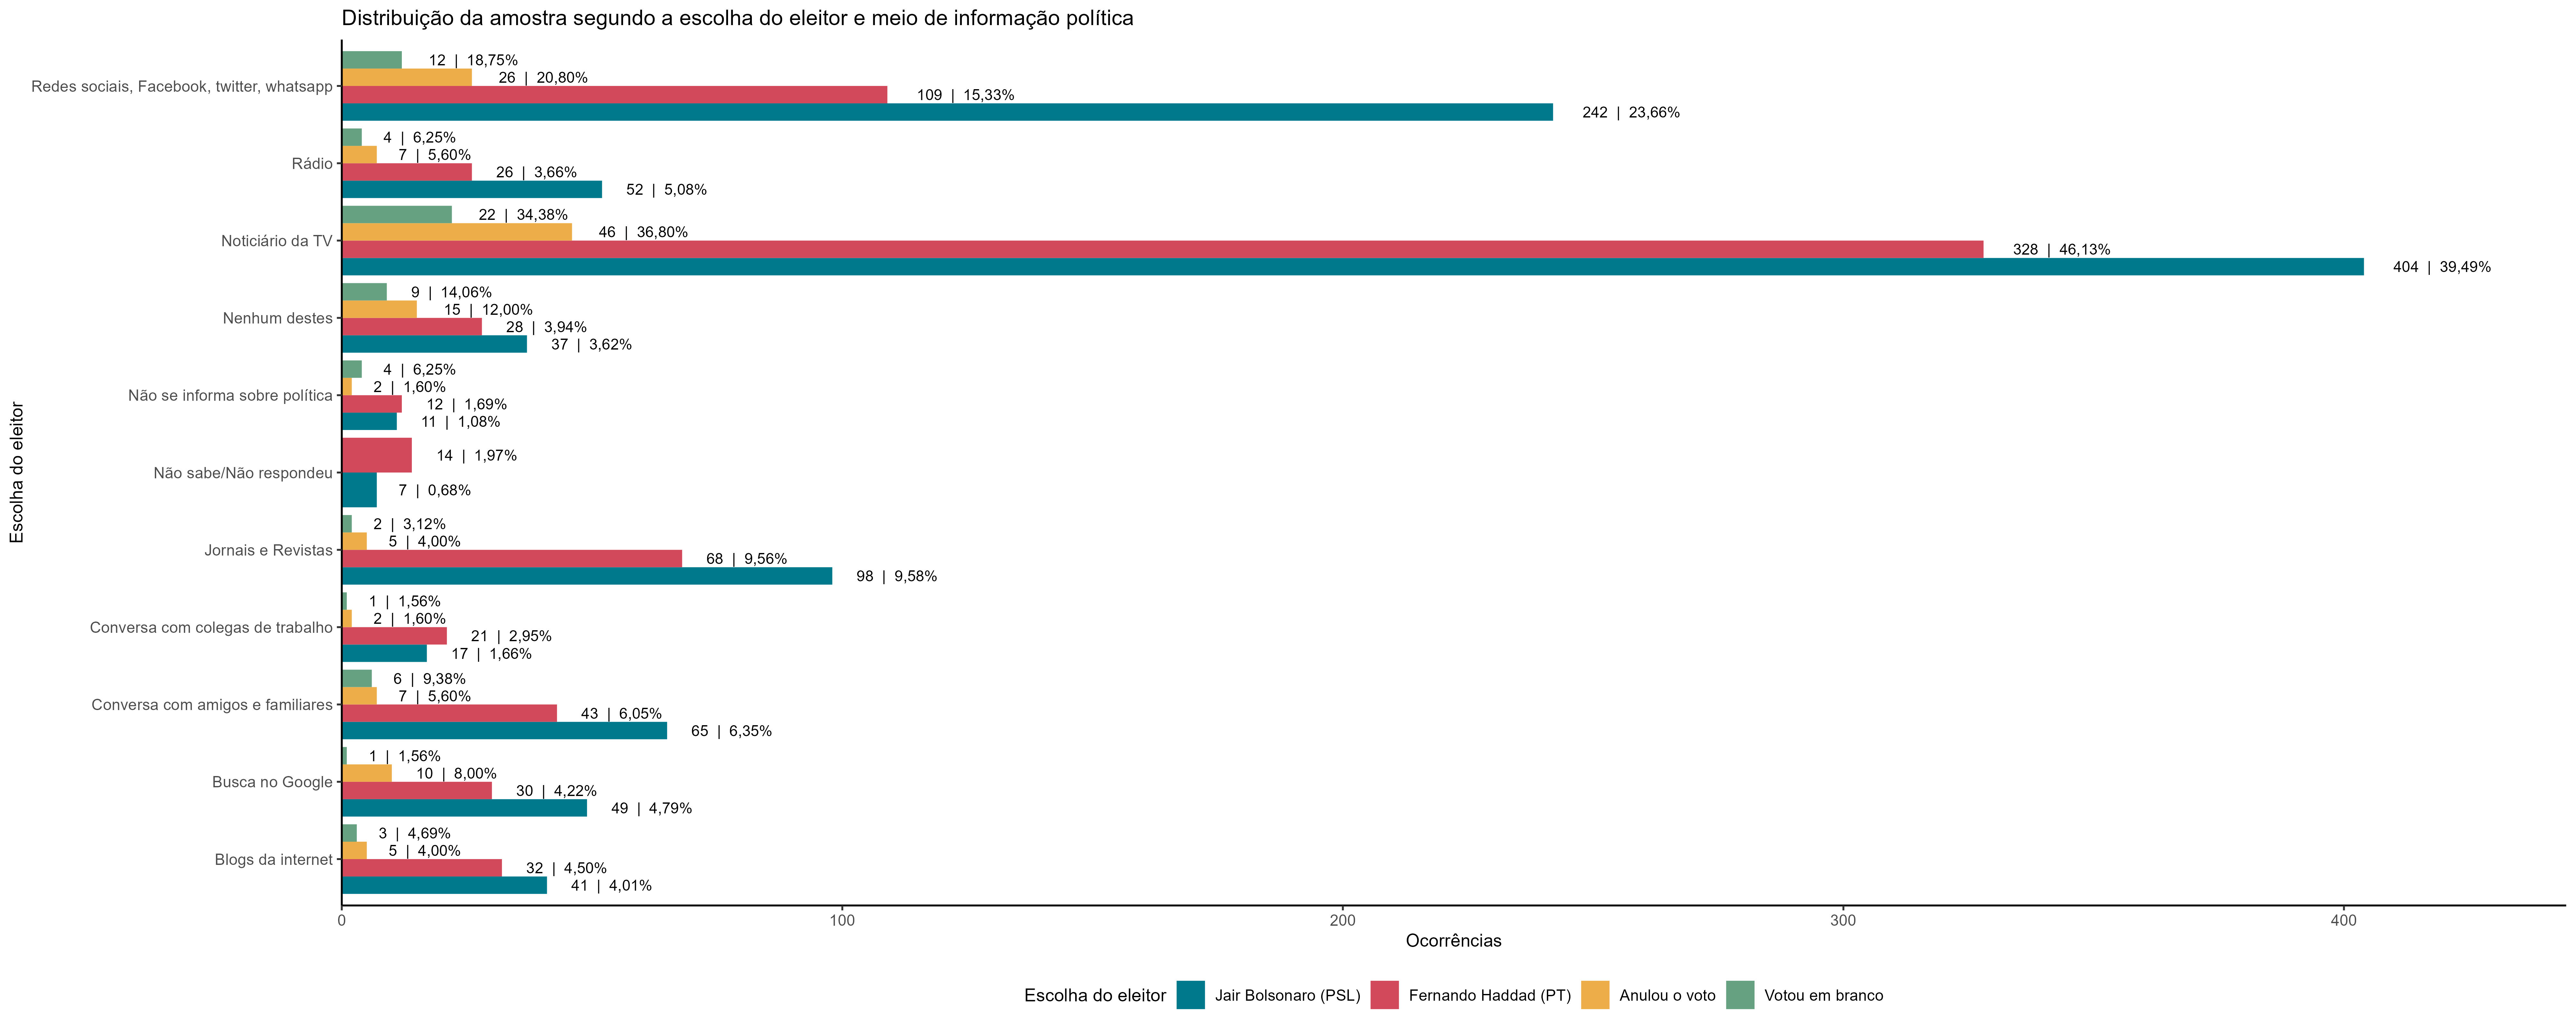 Distribuição da amostra segundo a escolha do eleitor e meio de informação política
Escolha do eleitor
Redes sociais, Facebook, twitter, whatsapp
12 | 18,75%
26 | 20,80%
109 | 15,33%
242 | 23,66%
Rádio
4 | 6,25%
7 | 5,60%
26 | 3,66%
52 | 5,08%
Noticiário da TV
22 | 34,38%
46 | 36,80%
328 | 46,13%
404 | 39,49%
Nenhum destes
9 | 14,06%
15 | 12,00%
28 | 3,94%
37 | 3,62%
Não se informa sobre política
4 | 6,25%
2 | 1,60%
12 | 1,69%
11 | 1,08%
Não sabe/Não respondeu
14 | 1,97%
7 | 0,68%
Jornais e Revistas
2 | 3,12%
5 | 4,00%
68 | 9,56%
98 | 9,58%
Conversa com colegas de trabalho
1 | 1,56%
2 | 1,60%
21 | 2,95%
17 | 1,66%
Conversa com amigos e familiares
6 | 9,38%
7 | 5,60%
43 | 6,05%
65 | 6,35%
Busca no Google
1 | 1,56%
10 | 8,00%
30 | 4,22%
49 | 4,79%
Blogs da internet
3 | 4,69%
5 | 4,00%
32 | 4,50%
41 | 4,01%
0 100 200 300 400
Ocorrências
Escolha do eleitor Jair Bolsonaro (PSL) Fernando Haddad (PT) Anulou o voto Votou em branco